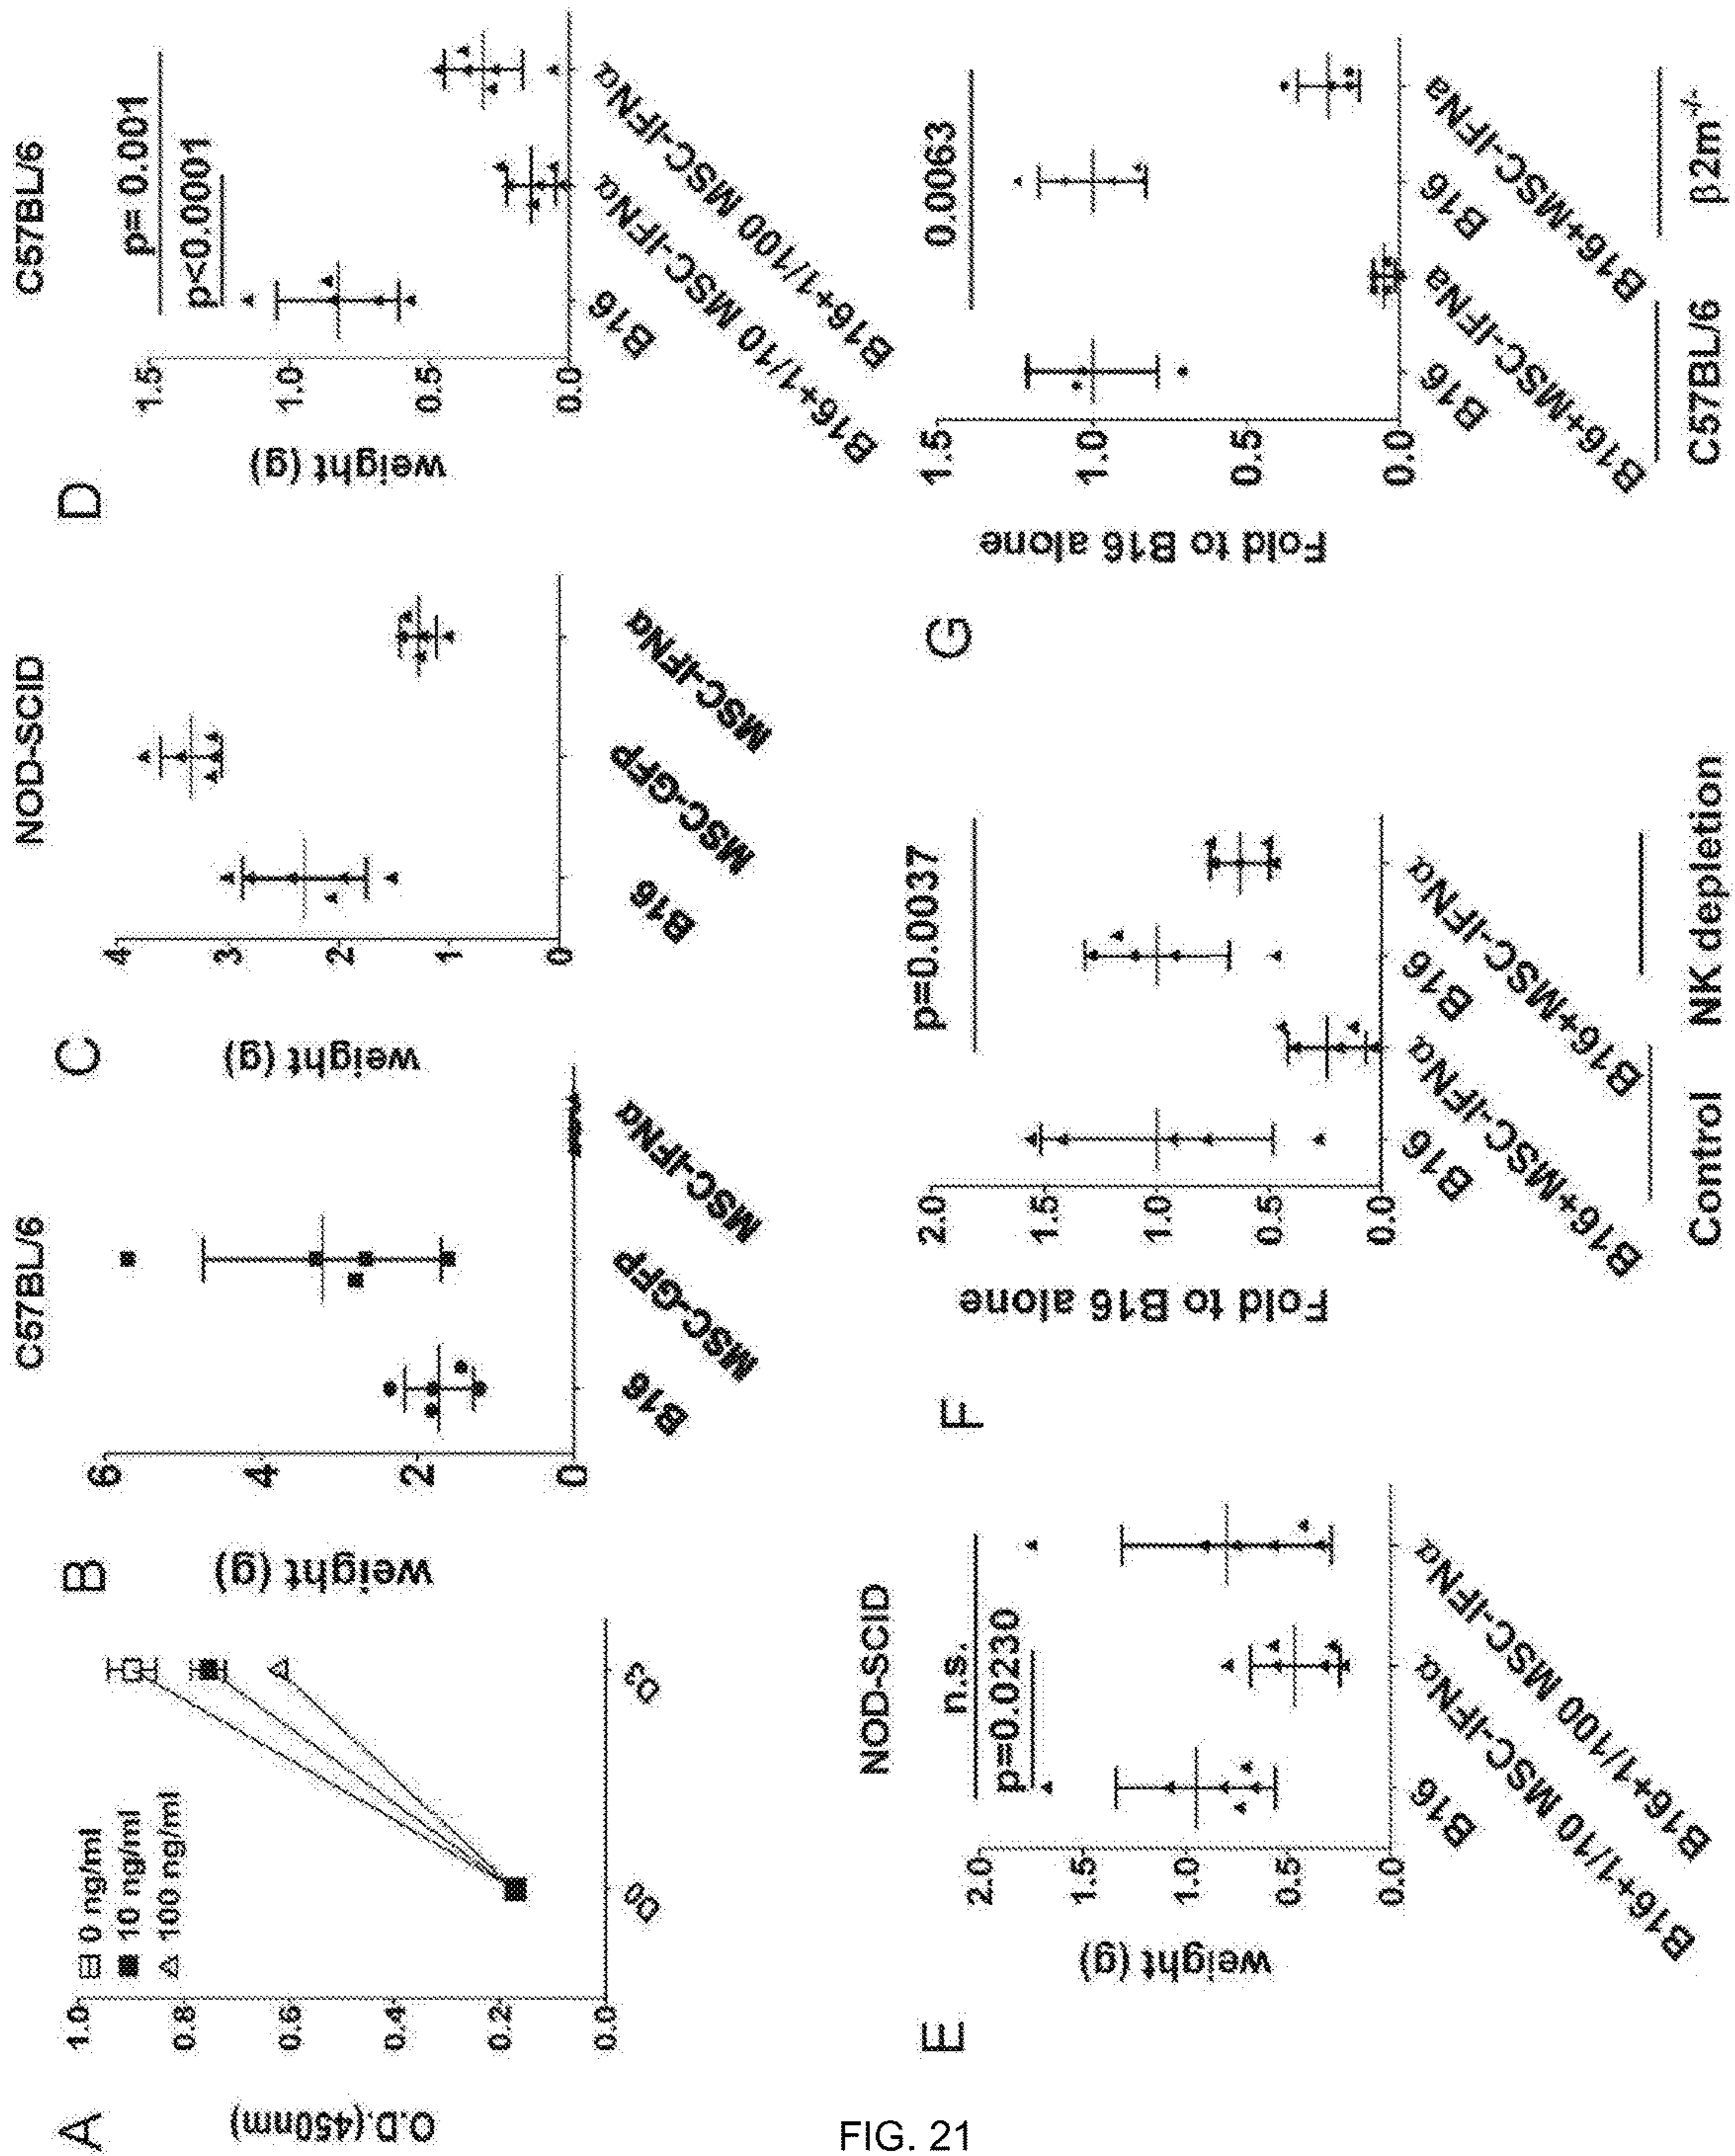 A
O.D.(450nm)
1.0
0.8
0.6
0.4
0.2
0.0
0 ng/ml
10 ng/ml
100 ng/ml
D0
D3
B
C57BL/6
Weight (g)
6
4
2
0
B16
MSC-GFP
MSC-IFNα
C
NOD-SCID
weight (g)
4
3
2
1
0
B16
MSC-GFP
MSC-IFNα
D
C57BL/6
weight (g)
1.5
1.0
0.5
0.0
p= 0.001
p<0.0001
B16
B16+1/10 MSC-IFNα
B16+1/100 MSC-IFNα
E
NOD-SCID
weight (g)
2.0
1.5
1.0
0.5
0.0
n.s.
p=0.0230
B16
B16+1/10 MSC-IFNα
B16+1/100 MSC-IFNα
F
Fold to B16 alone
2.0
1.5
1.0
0.5
0.0
p=0.0037
B16
B16+MSC-IFNα
B16
B16+MSC-IFNα
Control
NK depletion
G
Fold to B16 alone
1.5
1.0
0.5
0.0
0.0063
B16
B16+MSC-IFNa
B16
B16+MSC-IFNa
C57BL/6
β2m-/-
FIG. 21